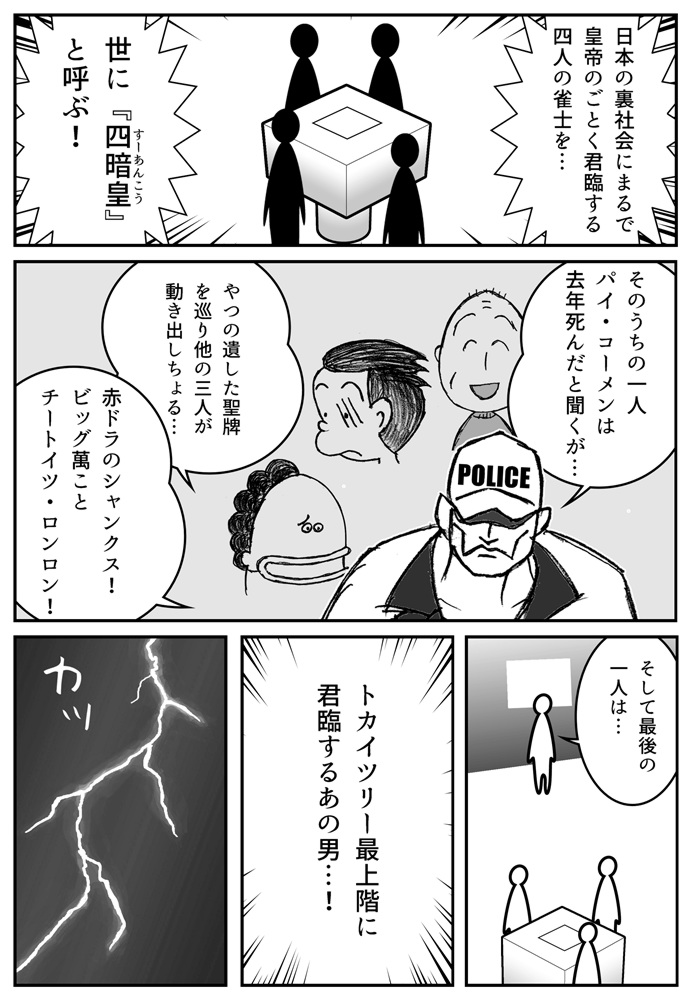 日本の裏社会にまるで
皇帝のごとく君臨する
四人の雀士を…
世に『四暗皇』
すーあんこう
と呼ぶ！
そのうちの一人
パイ・コーメンは
去年死んだと聞くが…
やつの遺した聖牌
を巡り他の三人が
動き出しちょる…
赤ドラのシャンクス！
ビッグ萬こと
チートイツ・ロンロン！
POLICE
そして最後の
一人は…
トカイツリー最上階に
君臨するあの男…！
カッ